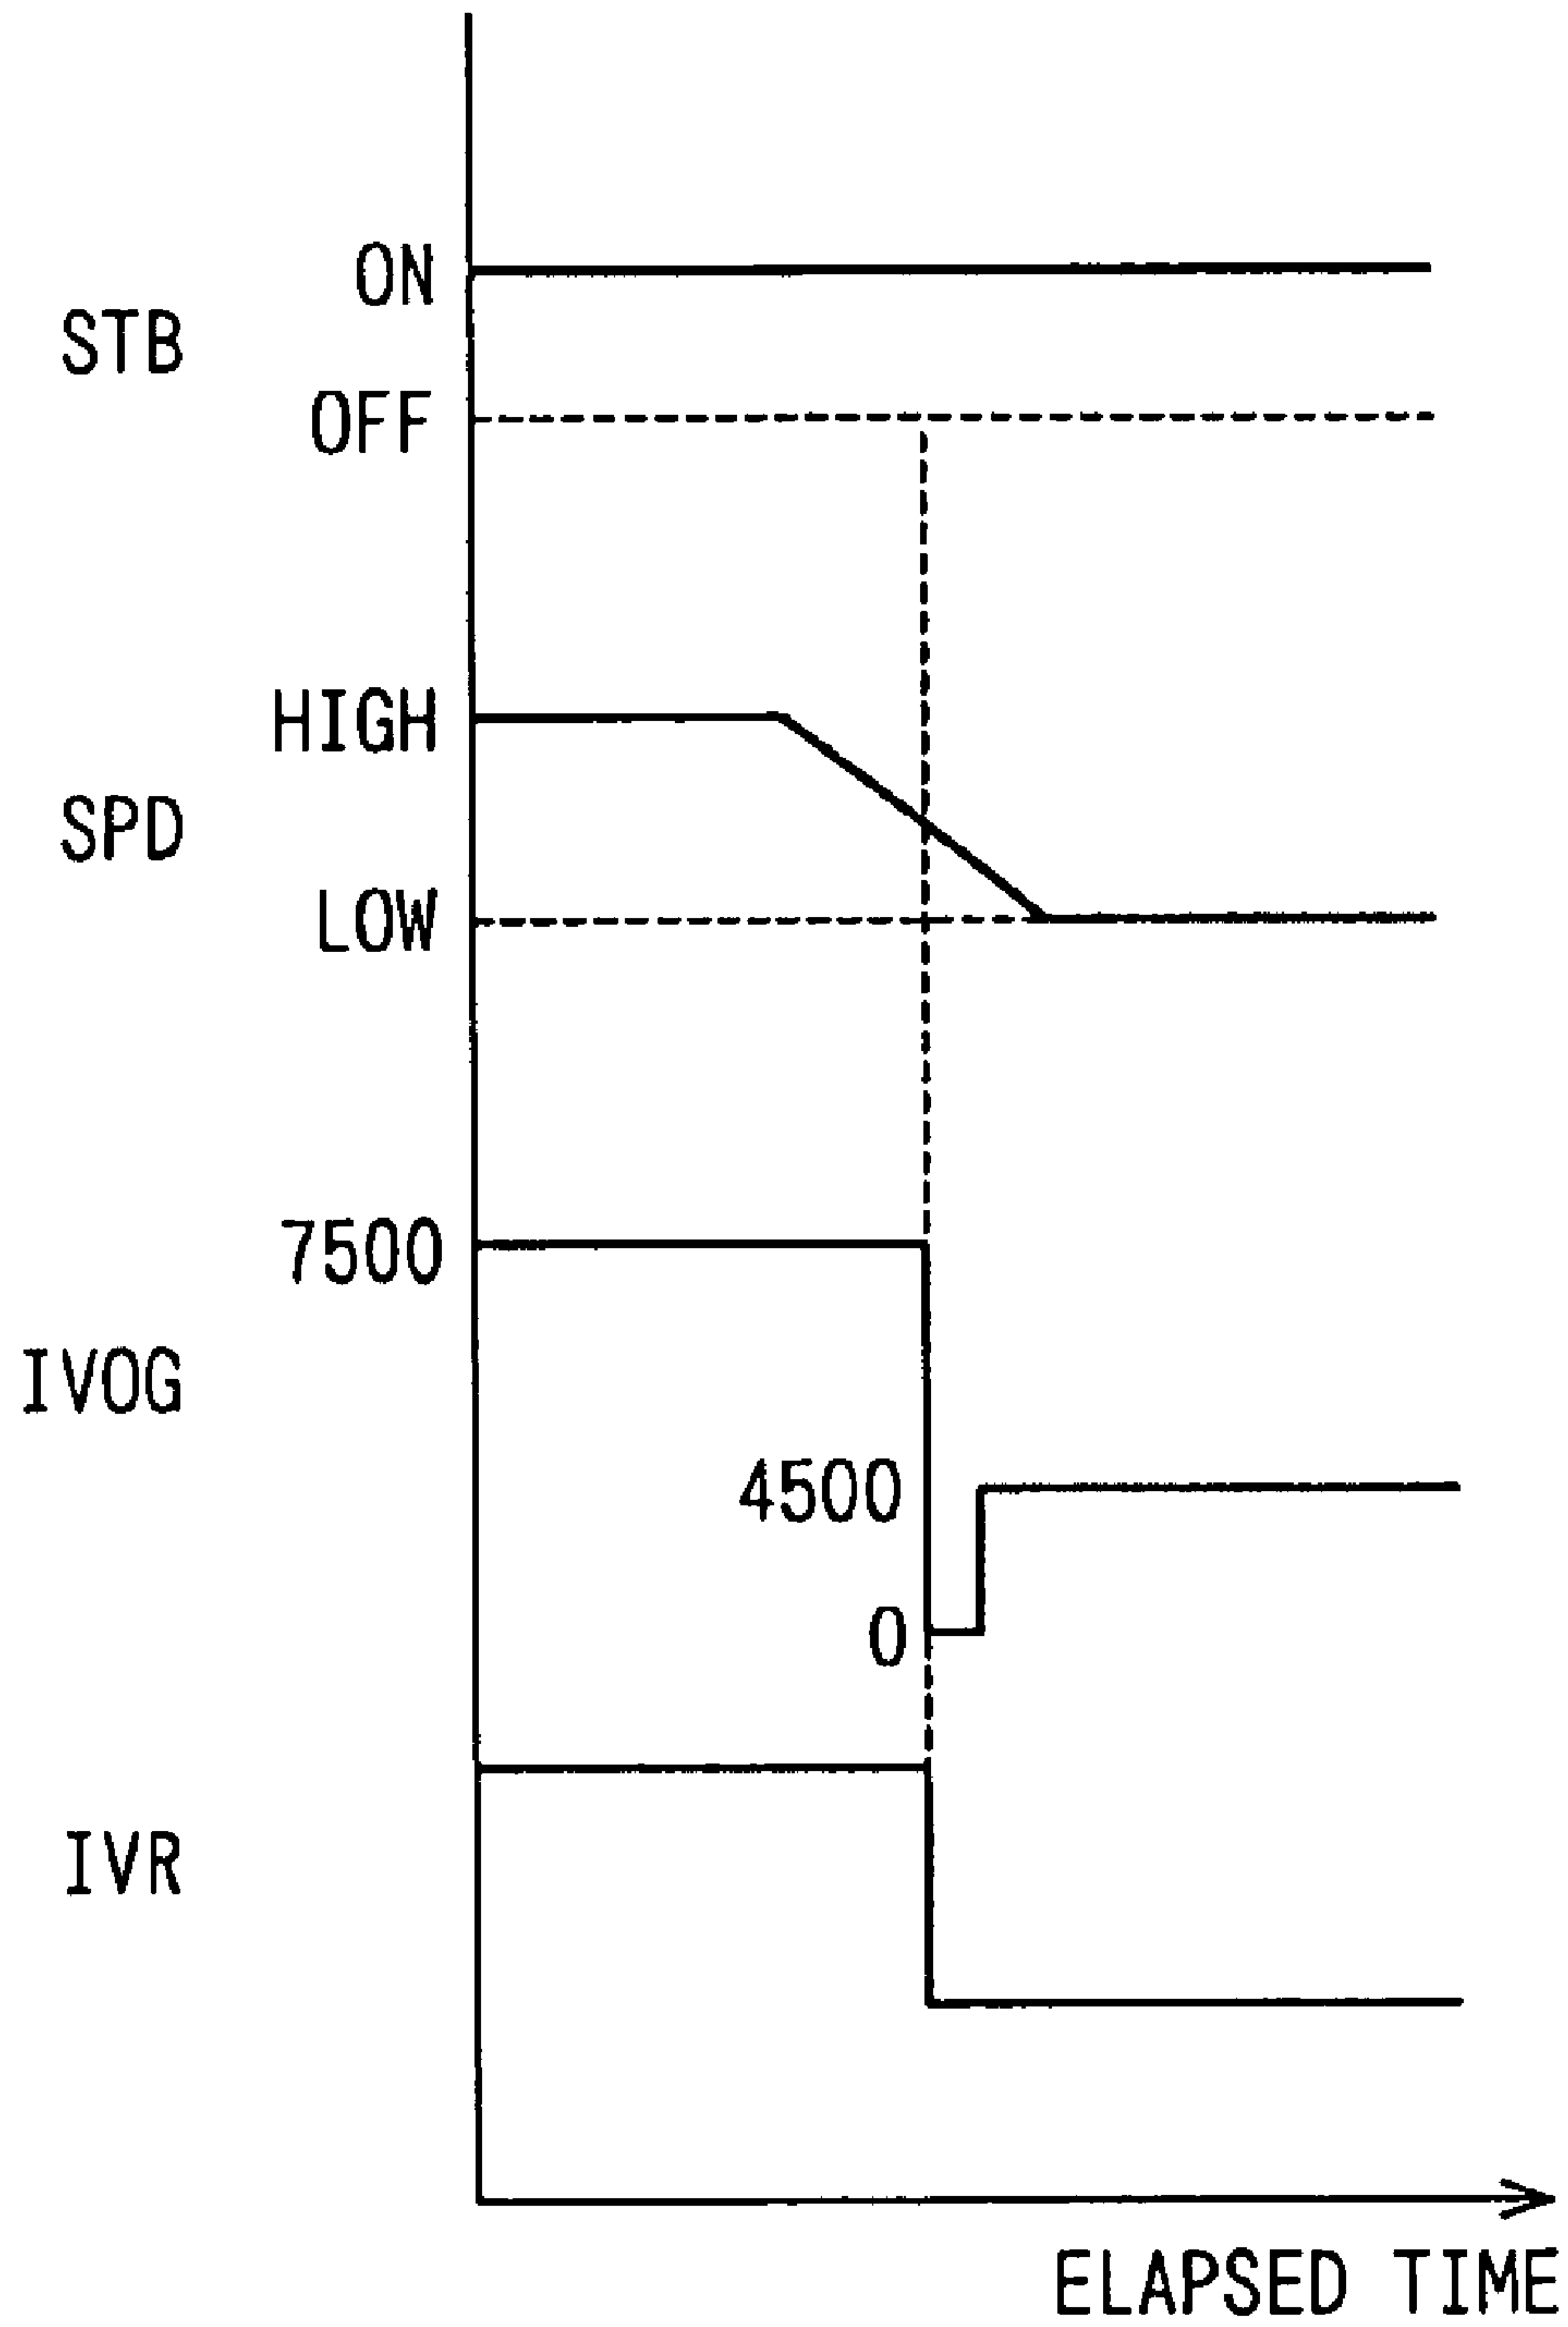 ON
STB
OFF
HIGH
SPD
LOW
7500
IVOG
4500
0
IVR
ELAPSED TIME